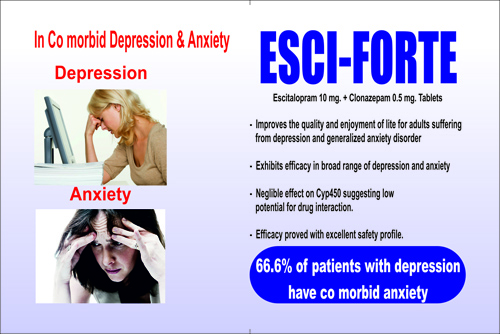 In Co morbid Depression & Anxiety
Depression
Anxiety
ESCI-FORTE
Escitalopram 10 mg. + Clonazepam 0.5 mg. Tablets
- Improves the quality and enjoyment of lite for adults suffering
from depression and generalized anxiety disorder
- Exhibits efficacy in broad range of depression and anxiety
- Neglible effect on Cyp450 suggesting low
potential for drug interaction.
- Efficacy proved with excellent safety profile.
66.6% of patients with depression
have co morbid anxiety